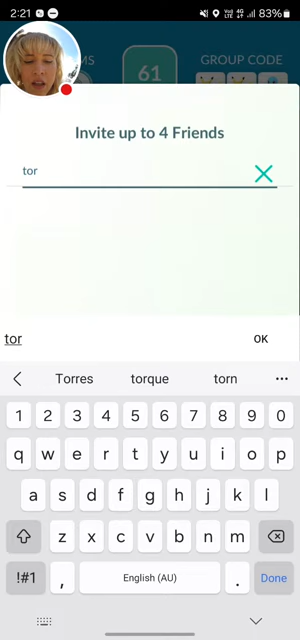 2:21 83%
61
GROUP CODE
Invite up to 4 Friends
tor
tor OK
Torres torque torn
1 2 3 4 5 6 7 8 9 0
q w e r t y u i o p
a s d f g h j k l
z x c v b n m
!#1 , English (AU) . Done